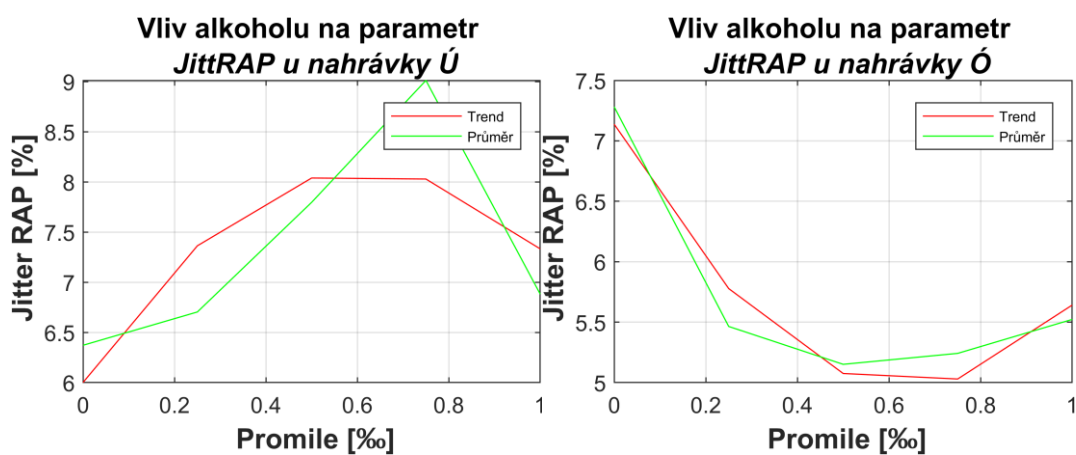 Vliv alkoholu na parametr
JittRAP u nahrávky Ú
9
8.5
8
7.5
7
6.5
6
Jitter RAP [%]
Trend
Průměr
0 0.2 0.4 0.6 0.8 1
Promile [‰]
Vliv alkoholu na parametr
JittRAP u nahrávky Ó
7.5
7
6.5
6
5.5
5
Jitter RAP [%]
Trend
Průměr
0 0.2 0.4 0.6 0.8 1
Promile [‰]